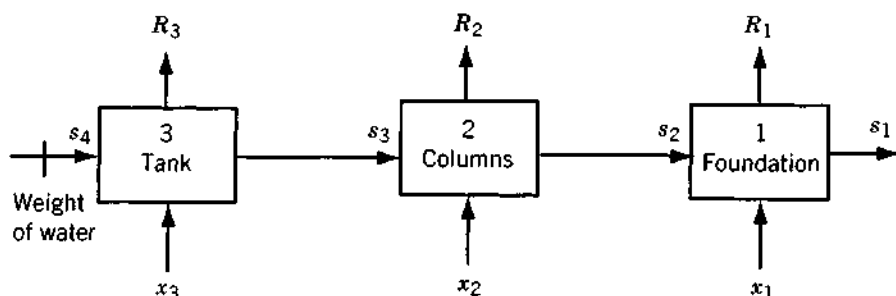 R₃ R₂ R₁
s₄ 3 s₃ 2 s₂ 1 s₁
Tank Columns Foundation
Weight
of water
x₃ x₂ x₁